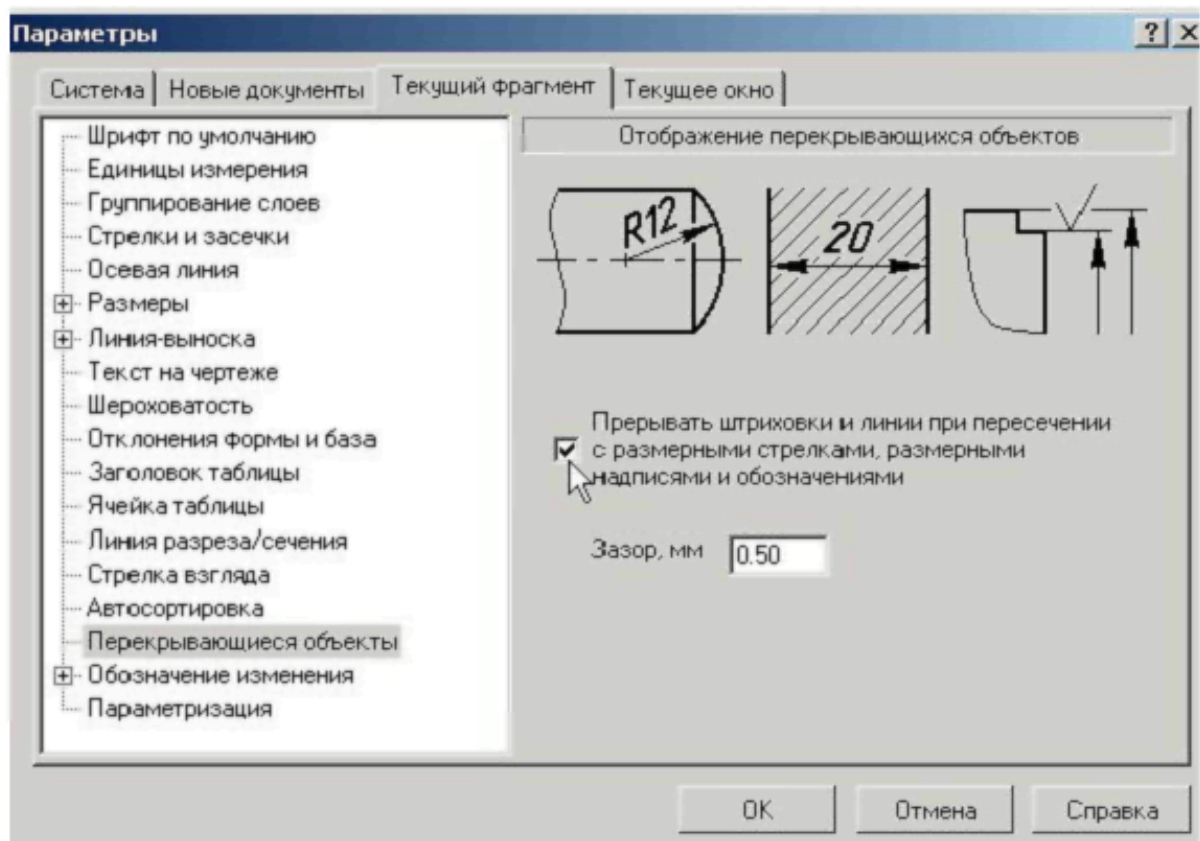 Параметры
? X
Система
Новые документы
Текущий фрагмент
Текущее окно
Шрифт по умолчанию
Единицы измерения
Группирование слоев
Стрелки и засечки
Осевая линия
Размеры
Линия-выноска
Текст на чертеже
Шероховатость
Отклонения формы и база
Заголовок таблицы
Ячейка таблицы
Линия разреза/сечения
Стрелка взгляда
Автосортировка
Перекрывающиеся объекты
Обозначение изменения
Параметризация
Отображение перекрывающихся объектов
R12
20
Прерывать штриховки и линии при пересечении
с размерными стрелками, размерными
надписями и обозначениями
Зазор, мм 0.50
OK
Отмена
Справка